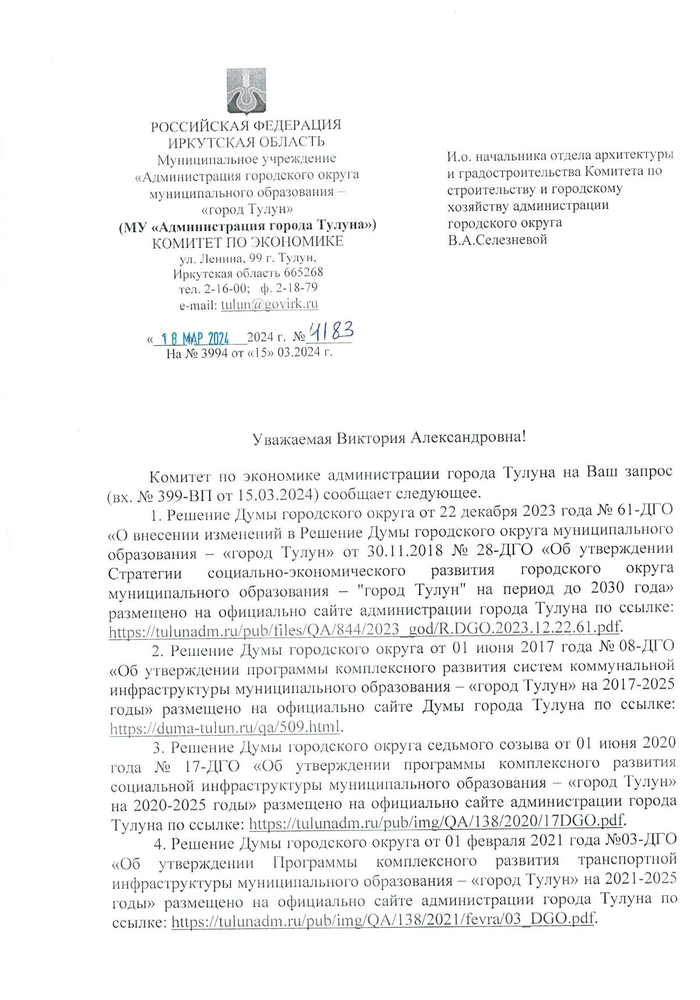 РОССИЙСКАЯ ФЕДЕРАЦИЯ
ИРКУТСКАЯ ОБЛАСТЬ
Муниципальное учреждение
«Администрация городского округа
муниципального образования –
«город Тулун»
(МУ «Администрация города Тулуна»)
КОМИТЕТ ПО ЭКОНОМИКЕ
ул. Ленина, 99 г. Тулун,
Иркутская область 665268
тел. 2-16-00; ф. 2-18-79
e-mail: tulun@govirk.ru
« 18 МАР 2024 2024 г. № 4183
На № 3994 от «15» 03.2024 г.
И.о. начальника отдела архитектуры
и градостроительства Комитета по
строительству и городскому
хозяйству администрации
городского округа
В.А.Селезневой
Уважаемая Виктория Александровна!
Комитет по экономике администрации города Тулуна на Ваш запрос
(вх. № 399-ВП от 15.03.2024) сообщает следующее.
1. Решение Думы городского округа от 22 декабря 2023 года № 61-ДГО
«О внесении изменений в Решение Думы городского округа муниципального
образования – «город Тулун» от 30.11.2018 № 28-ДГО «Об утверждении
Стратегии социально-экономического развития городского округа
муниципального образования – "город Тулун" на период до 2030 года»
размещено на официально сайте администрации города Тулуна по ссылке:
https://tulunadm.ru/pub/files/QA/844/2023_god/R.DGO.2023.12.22.61.pdf.
2. Решение Думы городского округа от 01 июня 2017 года № 08-ДГО
«Об утверждении программы комплексного развития систем коммунальной
инфраструктуры муниципального образования – «город Тулун» на 2017-2025
годы» размещено на официально сайте Думы города Тулуна по ссылке:
https://duma-tulun.ru/qa/509.html.
3. Решение Думы городского округа седьмого созыва от 01 июня 2020
года № 17-ДГО «Об утверждении программы комплексного развития
социальной инфраструктуры муниципального образования – «город Тулун»
на 2020-2025 годы» размещено на официально сайте администрации города
Тулуна по ссылке: https://tulunadm.ru/pub/img/QA/138/2020/17DGO.pdf.
4. Решение Думы городского округа от 01 февраля 2021 года №03-ДГО
«Об утверждении Программы комплексного развития транспортной
инфраструктуры муниципального образования – «город Тулун» на 2021-2025
годы» размещено на официально сайте администрации города Тулуна по
ссылке: https://tulunadm.ru/pub/img/QA/138/2021/fevra/03_DGO.pdf.